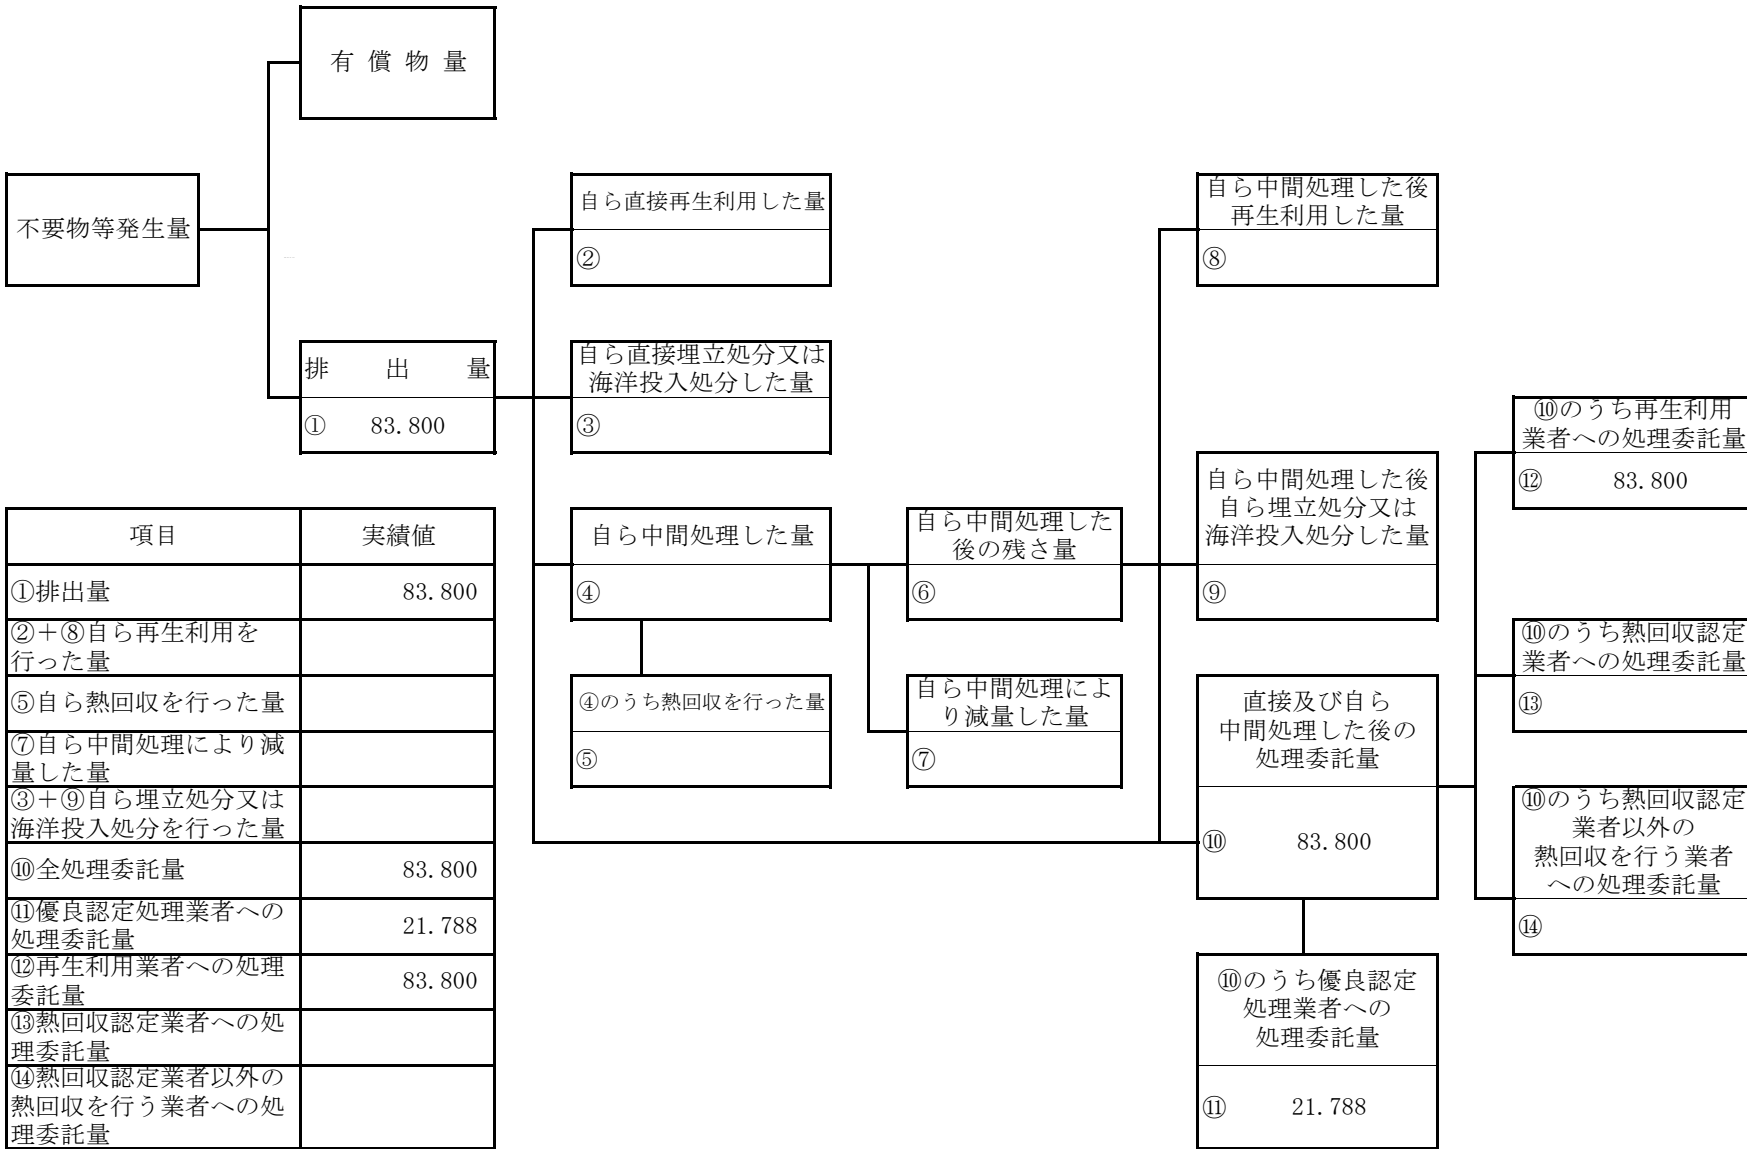 有償物量
不要物等発生量
排出量
① 83.800
自ら直接再生利用した量
②
自ら直接埋立処分又は
海洋投入処分した量
③
自ら中間処理した量
④
④のうち熱回収を行った量
⑤
自ら中間処理した
後の残さ量
⑥
自ら中間処理によ
り減量した量
⑦
自ら中間処理した後
再生利用した量
⑧
自ら中間処理した後
自ら埋立処分又は
海洋投入処分した量
⑨
直接及び自ら
中間処理した後の
処理委託量
⑩ 83.800
⑩のうち優良認定
処理業者への
処理委託量
⑪ 21.788
⑩のうち再生利用
業者への処理委託量
⑫ 83.800
⑩のうち熱回収認定
業者への処理委託量
⑬
⑩のうち熱回収認定
業者以外の
熱回収を行う業者
への処理委託量
⑭
項目 実績値
①排出量 83.800
②+⑧自ら再生利用を
行った量
⑤自ら熱回収を行った量
⑦自ら中間処理により減
量した量
③+⑨自ら埋立処分又は
海洋投入処分を行った量
⑩全処理委託量 83.800
⑪優良認定処理業者への
処理委託量 21.788
⑫再生利用業者への処理
委託量 83.800
⑬熱回収認定業者への処
理委託量
⑭熱回収認定業者以外の
熱回収を行う業者への処
理委託量